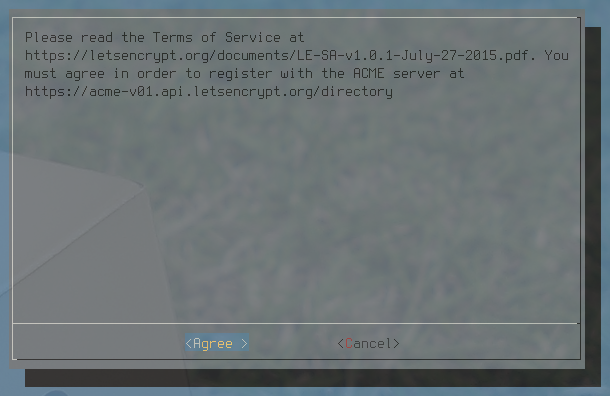 Please read the Terms of Service at
https://letsencrypt.org/documents/LE-SA-v1.0.1-July-27-2015.pdf. You
must agree in order to register with the ACME server at
https://acme-v01.api.letsencrypt.org/directory
<Agree > <Cancel>